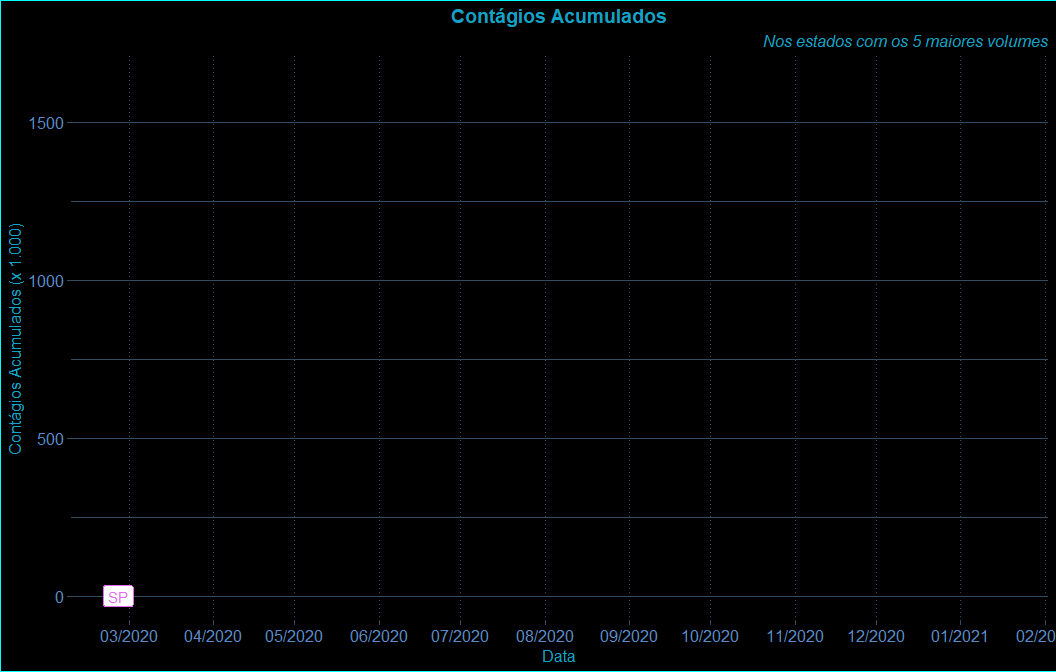 Contágios Acumulados
Nos estados com os 5 maiores volumes
Contágios Acumulados (x 1.000)
1500
1000
500
0
SP
03/2020 04/2020 05/2020 06/2020 07/2020 08/2020 09/2020 10/2020 11/2020 12/2020 01/2021 02/20
Data